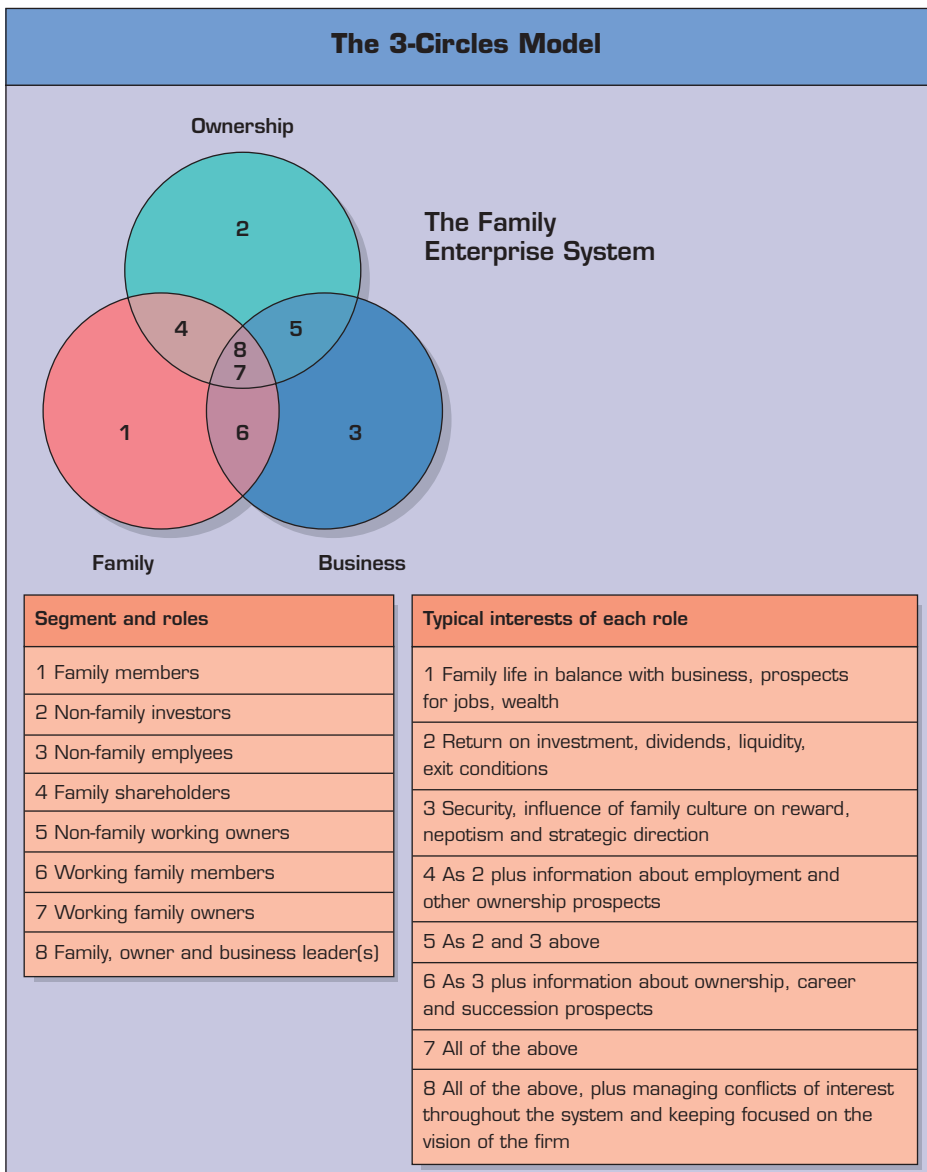 The 3-Circles Model
Ownership
2
The Family
Enterprise System
4
5
8
7
1
6
3
Family
Business
Segment and roles
1 Family members
2 Non-family investors
3 Non-family emplyees
4 Family shareholders
5 Non-family working owners
6 Working family members
7 Working family owners
8 Family, owner and business leader(s)
Typical interests of each role
1 Family life in balance with business, prospects
for jobs, wealth
2 Return on investment, dividends, liquidity,
exit conditions
3 Security, influence of family culture on reward,
nepotism and strategic direction
4 As 2 plus information about employment and
other ownership prospects
5 As 2 and 3 above
6 As 3 plus information about ownership, career
and succession prospects
7 All of the above
8 All of the above, plus managing conflicts of interest
throughout the system and keeping focused on the
vision of the firm